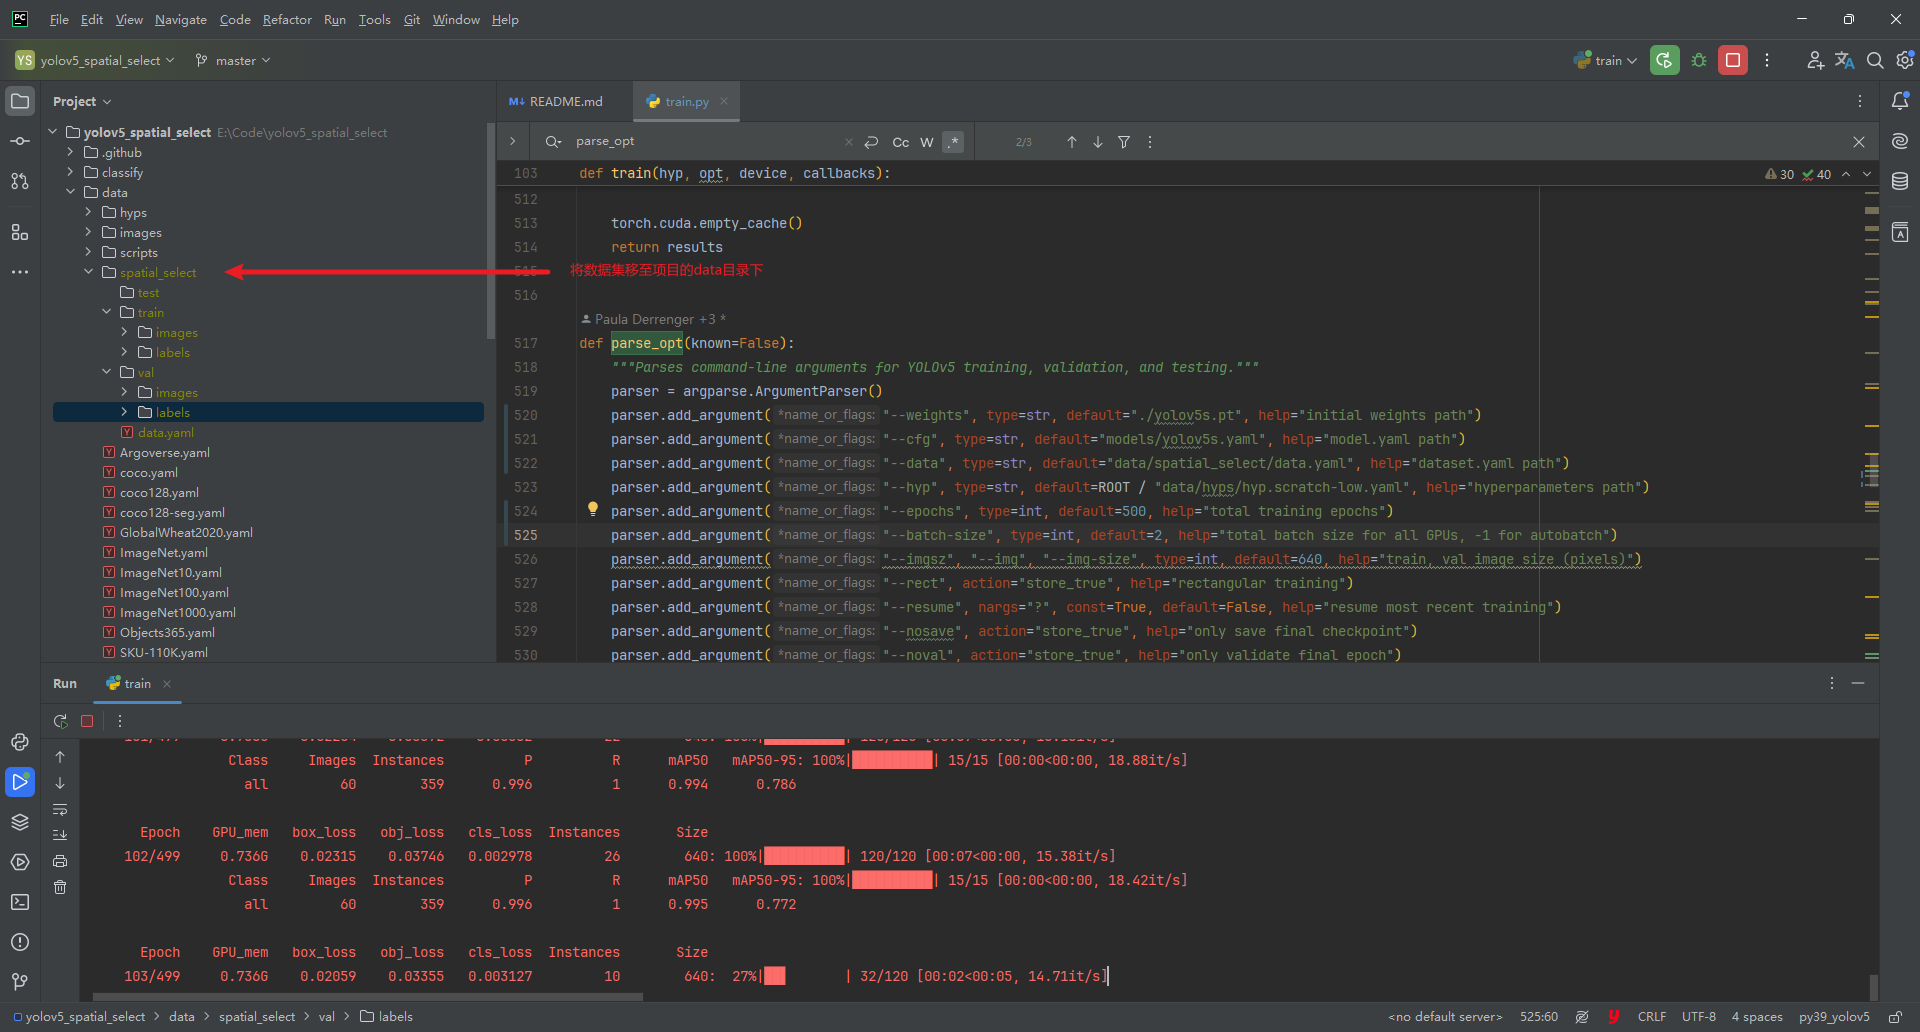 PC File Edit View Navigate Code Refactor Run Tools Git Window Help
YS yolov5_spatial_select master train
Project
README.md train.py
yolov5_spatial_select E:\Code\yolov5_spatial_select
.github
classify
data
hyps
images
scripts
spatial_select
test
train
images
labels
val
images
labels
data.yaml
Argoverse.yaml
coco.yaml
coco128.yaml
coco128-seg.yaml
GlobalWheat2020.yaml
ImageNet.yaml
ImageNet10.yaml
ImageNet100.yaml
ImageNet1000.yaml
Objects365.yaml
SKU-110K.yaml
parse_opt Cc W .* 2/3
103 def train(hyp, opt, device, callbacks): 30 40
512
513 torch.cuda.empty_cache()
514 return results
515 将数据集移至项目的data目录下
516
Paula Derrenger +3 *
517 def parse_opt(known=False):
518 """Parses command-line arguments for YOLOv5 training, validation, and testing."""
519 parser = argparse.ArgumentParser()
520 parser.add_argument( *name_or_flags: "--weights", type=str, default="./yolov5s.pt", help="initial weights path")
521 parser.add_argument( *name_or_flags: "--cfg", type=str, default="models/yolov5s.yaml", help="model.yaml path")
522 parser.add_argument( *name_or_flags: "--data", type=str, default="data/spatial_select/data.yaml", help="dataset.yaml path")
523 parser.add_argument( *name_or_flags: "--hyp", type=str, default=ROOT / "data/hyps/hyp.scratch-low.yaml", help="hyperparameters path")
524 parser.add_argument( *name_or_flags: "--epochs", type=int, default=500, help="total training epochs")
525 parser.add_argument( *name_or_flags: "--batch-size", type=int, default=2, help="total batch size for all GPUs, -1 for autobatch")
526 parser.add_argument( *name_or_flags: "--imgsz", "--img", "--img-size", type=int, default=640, help="train, val image size (pixels)")
527 parser.add_argument( *name_or_flags: "--rect", action="store_true", help="rectangular training")
528 parser.add_argument( *name_or_flags: "--resume", nargs="?", const=True, default=False, help="resume most recent training")
529 parser.add_argument( *name_or_flags: "--nosave", action="store_true", help="only save final checkpoint")
530 parser.add_argument( *name_or_flags: "--noval", action="store_true", help="only validate final epoch")
Run train
Class Images Instances P R mAP50 mAP50-95: 100%|██████████| 15/15 [00:00<00:00, 18.88it/s]
all 60 359 0.996 1 0.994 0.786
Epoch GPU_mem box_loss obj_loss cls_loss Instances Size
102/499 0.736G 0.02315 0.03746 0.002978 26 640: 100%|██████████| 120/120 [00:07<00:00, 15.38it/s]
Class Images Instances P R mAP50 mAP50-95: 100%|██████████| 15/15 [00:00<00:00, 18.42it/s]
all 60 359 0.996 1 0.995 0.772
Epoch GPU_mem box_loss obj_loss cls_loss Instances Size
103/499 0.736G 0.02059 0.03355 0.003127 10 640: 27%|██▋ | 32/120 [00:02<00:05, 14.71it/s]
yolov5_spatial_select > data > spatial_select > val > labels <no default server> 525:60 CRLF UTF-8 4 spaces py39_yolov5